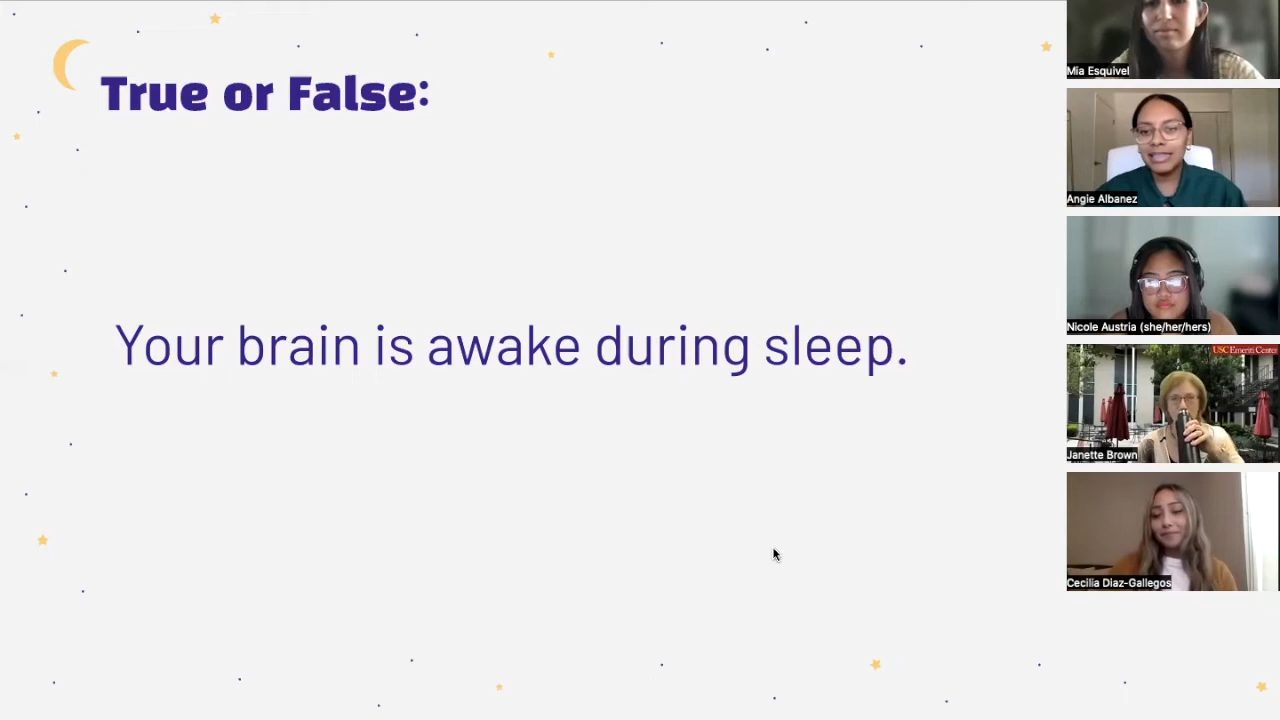 True or False:
Your brain is awake during sleep.
Mia Esquivel
Angie Albanez
Nicole Austria (she/her/hers)
USC Emeriti Center
Janette Brown
Cecilia Diaz-Gallegos